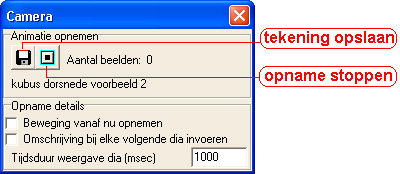 Camera
Animatie opnemen
tekening opslaan
Aantal beelden: 0
opname stoppen
kubus dorsnede voorbeeld 2
Opname details
Beweging vanaf nu opnemen
Omschrijving bij elke volgende dia invoeren
Tijdsduur weergave dia (msec) 1000